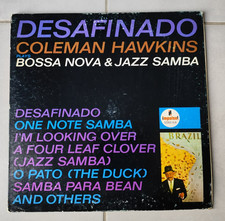 DESAFINADO
COLEMAN HAWKINS
BOSSA NOVA & JAZZ SAMBA
DESAFINADO
ONE NOTE SAMBA
I'M LOOKING OVER
A FOUR LEAF CLOVER
(JAZZ SAMBA)
O PATO (THE DUCK)
SAMBA PARA BEAN
AND OTHERS
impulse!
BRAZIL